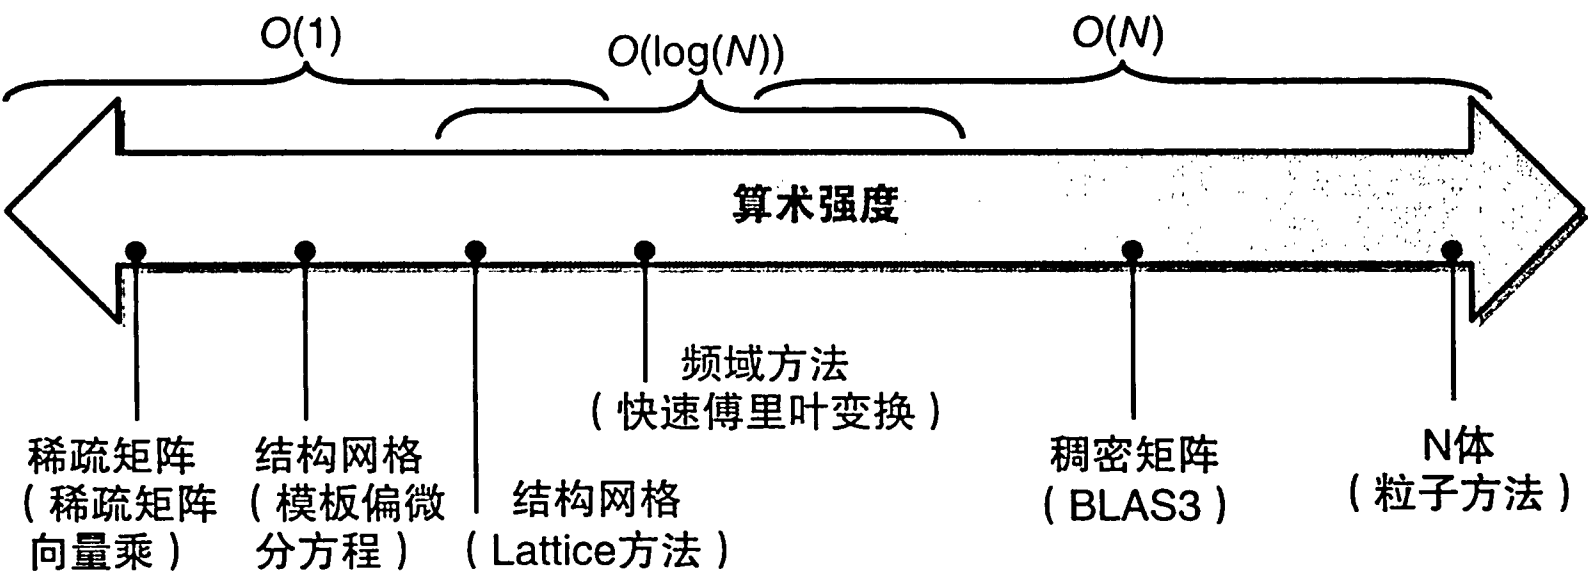 O(1)
O(log(N))
O(N)
算术强度
稀疏矩阵
（稀疏矩阵
向量乘）
结构网格
（模板偏微
分方程）
结构网格
（Lattice方法）
频域方法
（快速傅里叶变换）
稠密矩阵
（BLAS3）
N体
（粒子方法）